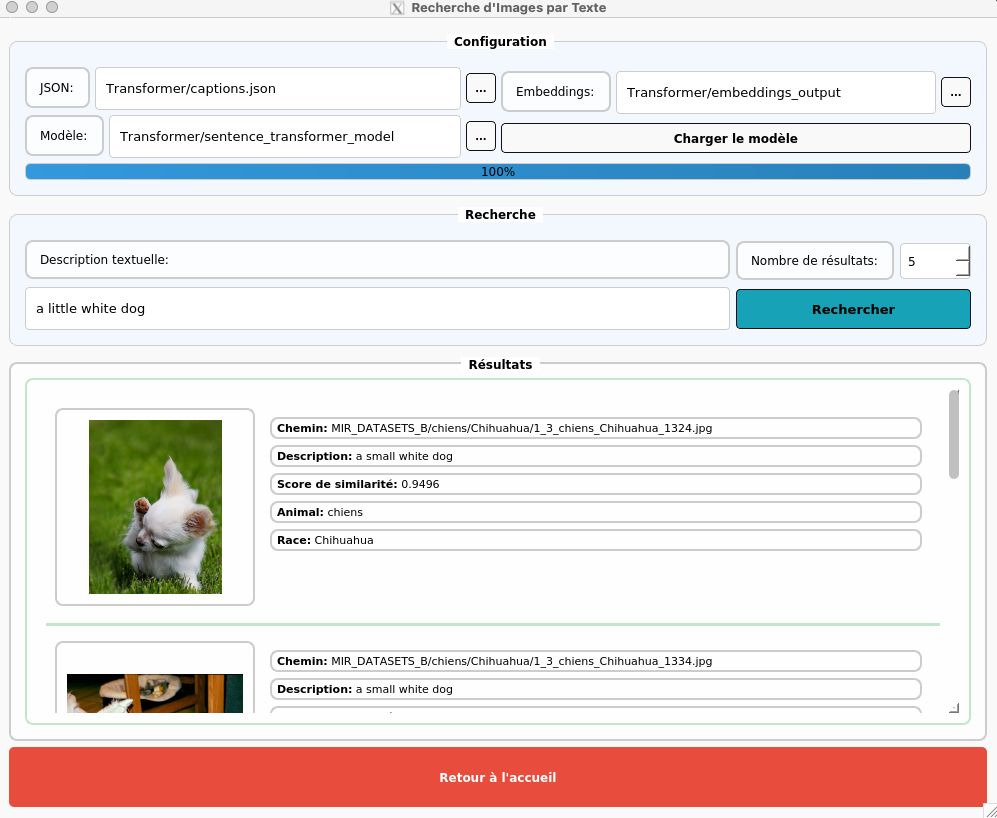 Recherche d'Images par Texte
Configuration
JSON: Transformer/captions.json ... Embeddings: Transformer/embeddings_output ...
Modèle: Transformer/sentence_transformer_model ... Charger le modèle
100%
Recherche
Description textuelle: Nombre de résultats: 5
a little white dog Rechercher
Résultats
Chemin: MIR_DATASETS_B/chiens/Chihuahua/1_3_chiens_Chihuahua_1324.jpg
Description: a small white dog
Score de similarité: 0.9496
Animal: chiens
Race: Chihuahua
Chemin: MIR_DATASETS_B/chiens/Chihuahua/1_3_chiens_Chihuahua_1334.jpg
Description: a small white dog
Retour à l'accueil